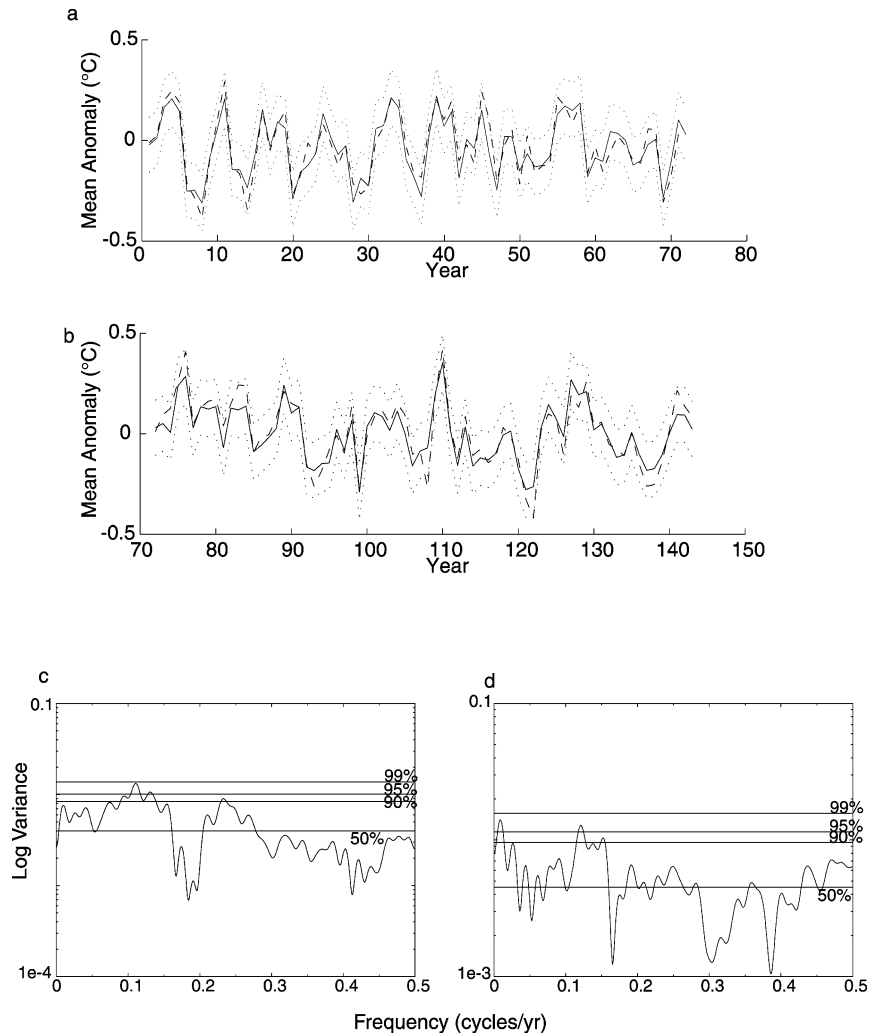 a
0.5
0
-0.5
Mean Anomaly (°C)
0 10 20 30 40 50 60 70 80
Year
b
0.5
0
-0.5
Mean Anomaly (°C)
70 80 90 100 110 120 130 140 150
Year
c
0.1
1e-4
Log Variance
99%
95%
90%
50%
0 0.1 0.2 0.3 0.4 0.5
d
0.1
1e-3
99%
95%
90%
50%
0 0.1 0.2 0.3 0.4 0.5
Frequency (cycles/yr)